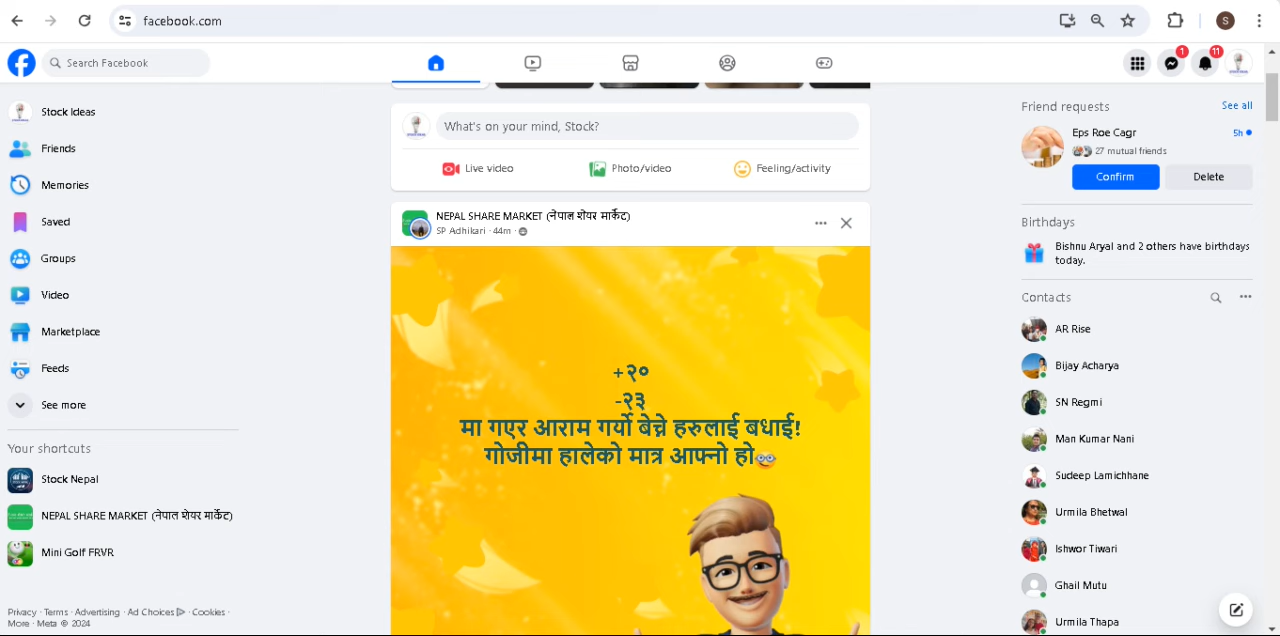 facebook.com
S
Search Facebook
1
11
Stock Ideas
Friends
Memories
Saved
Groups
Video
Marketplace
Feeds
See more
Your shortcuts
Stock Nepal
NEPAL SHARE MARKET (नेपाल शेयर मार्केट)
Mini Golf FRVR
Privacy · Terms · Advertising · Ad Choices · Cookies ·
More · Meta © 2024
What's on your mind, Stock?
Live video
Photo/video
Feeling/activity
NEPAL SHARE MARKET (नेपाल शेयर मार्केट)
SP Adhikari · 44m ·
+२०
-२३
मा गएर आराम गर्यो बेच्ने हरुलाई बधाई!
गोजीमा हालेको मात्र आफ्नो हो
Friend requests
See all
Eps Roe Cagr
5h
27 mutual friends
Confirm
Delete
Birthdays
Bishnu Aryal and 2 others have birthdays
today.
Contacts
AR Rise
Bijay Acharya
SN Regmi
Man Kumar Nani
Sudeep Lamichhane
Urmila Bhetwal
Ishwor Tiwari
Ghail Mutu
Urmila Thapa